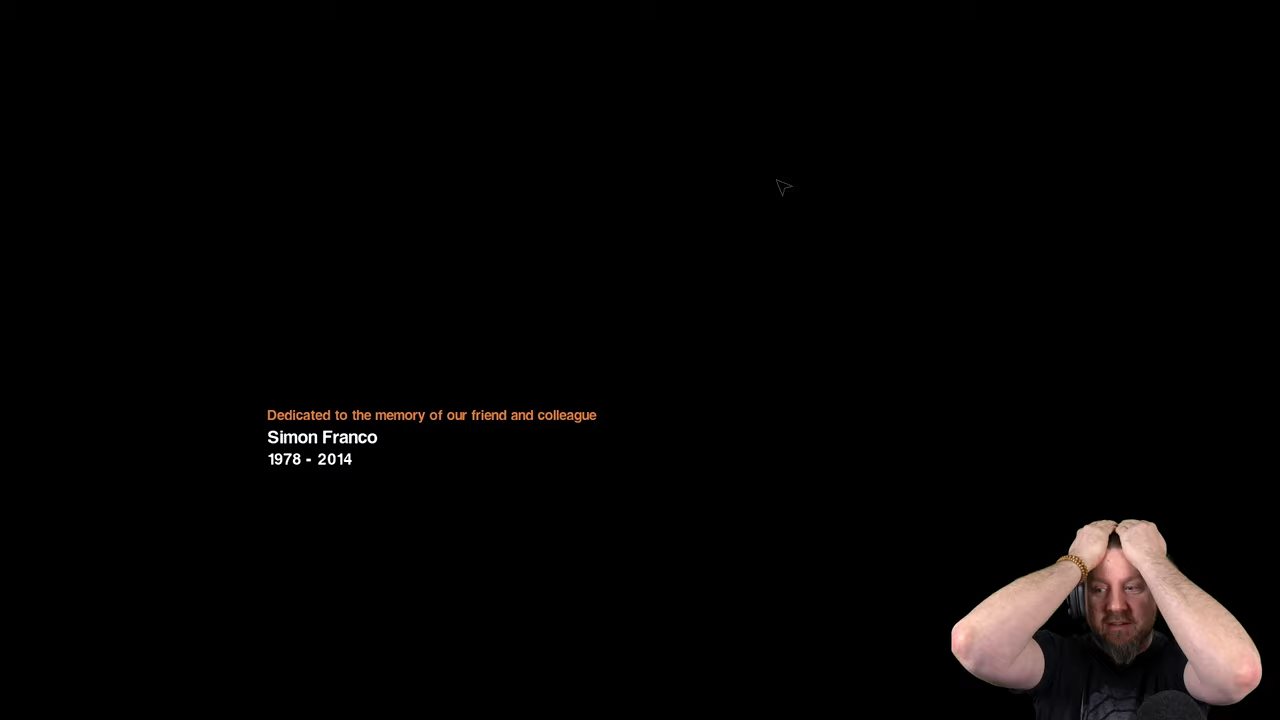 Dedicated to the memory of our friend and colleague
Simon Franco
1978 - 2014